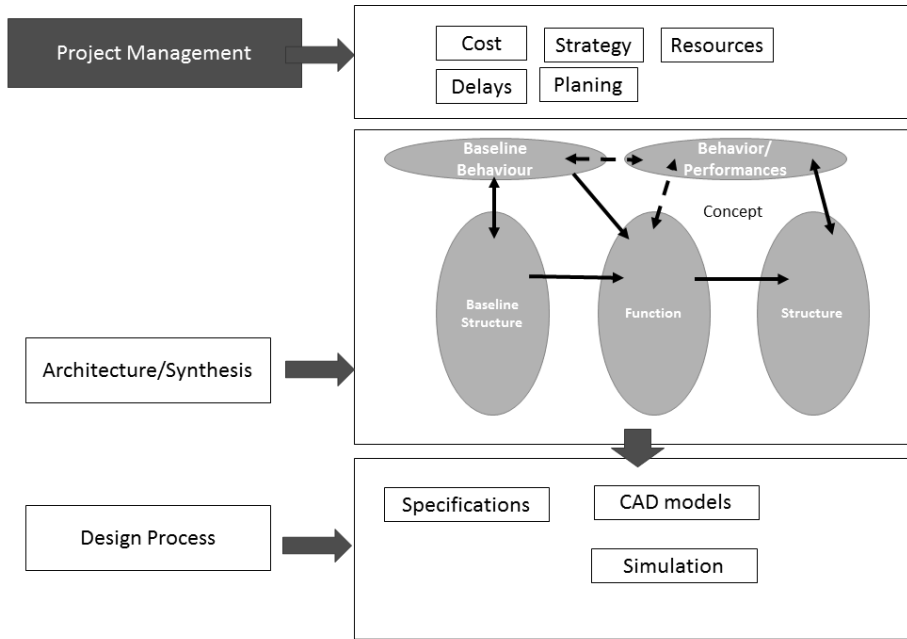 Project Management
Cost
Strategy
Resources
Delays
Planing
Baseline
Behaviour
Behavior/
Performances
Concept
Baseline
Structure
Function
Structure
Architecture/Synthesis
Specifications
CAD models
Design Process
Simulation